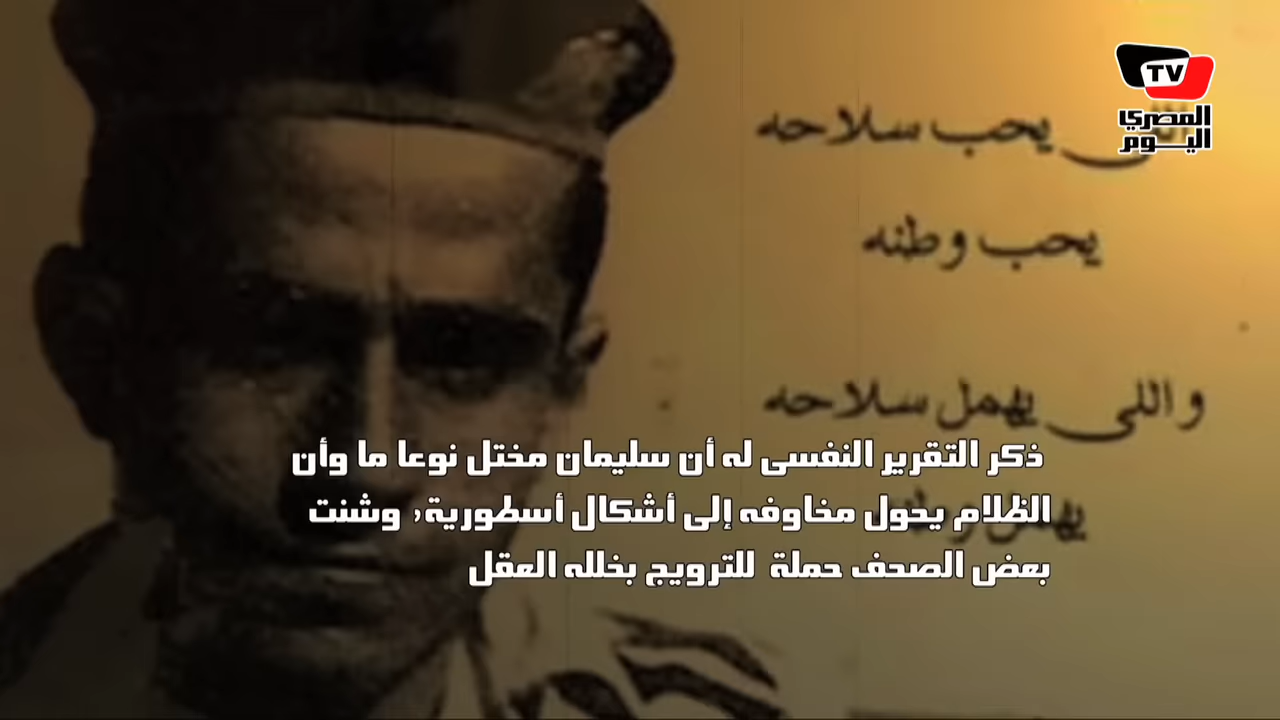 TV
المصري
اليوم
يحب سلاحه
يحب وطنه
و اللى يهمل سلاحه
ذكر التقرير النفسى له أن سليمان مختل نوعا ما وأن
الظلام يحول مخاوفه إلى أشكال أسطورية، وشنت
بعض الصحف حملة للترويج بخلله العقل